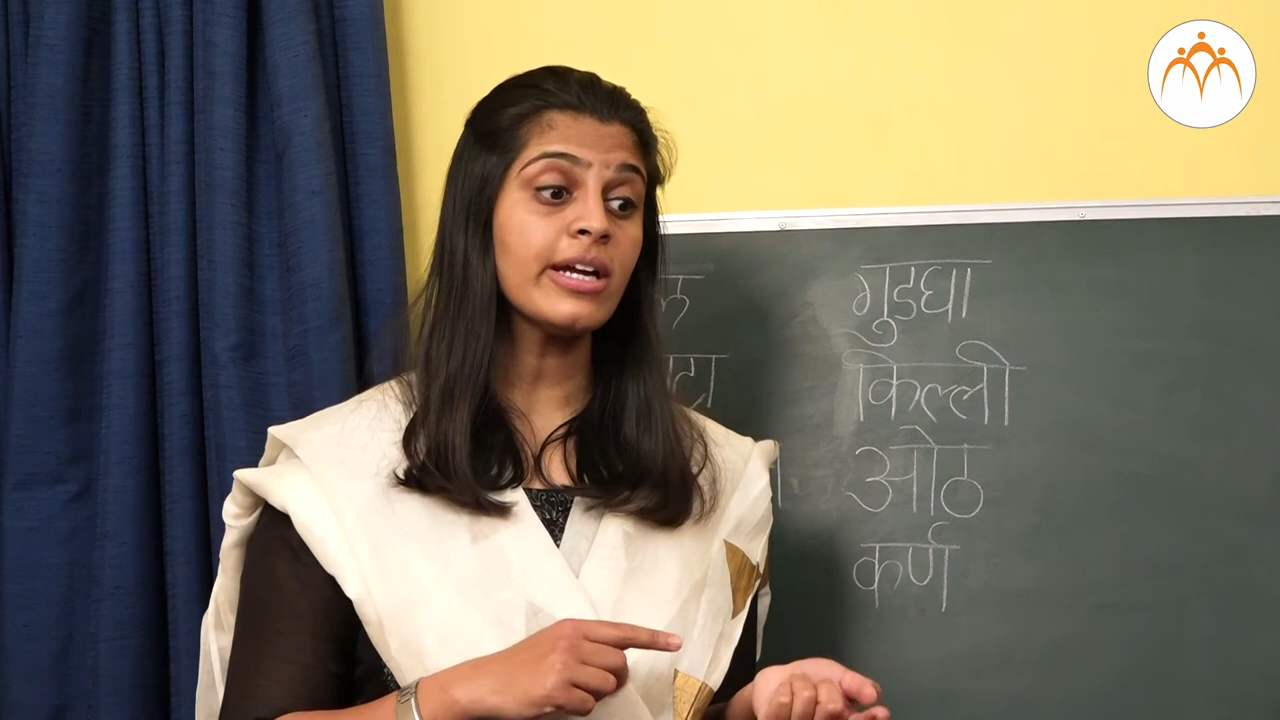 गुडघा
किल्ली
ओठ
कर्ण